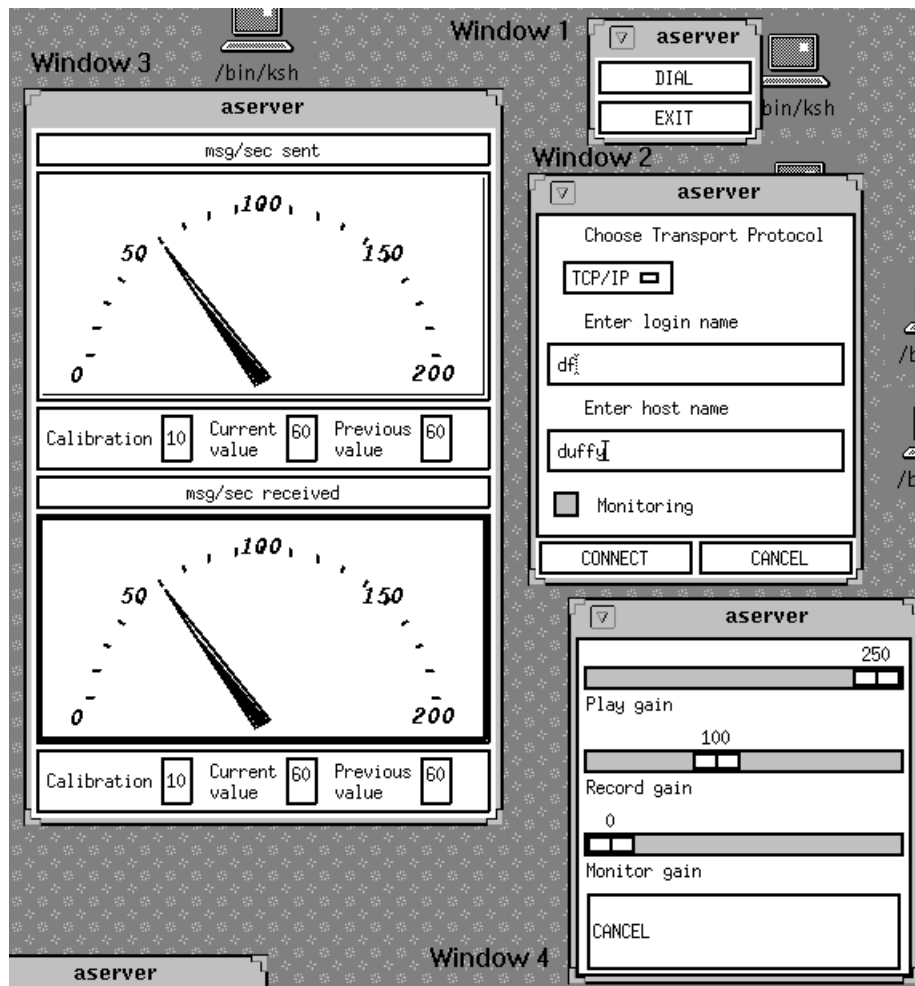 Window 1
Window 3
/bin/ksh
aserver
DIAL
EXIT
bin/ksh
aserver
msg/sec sent
0
50
100
150
200
Calibration 10 Current value 60 Previous value 60
msg/sec received
0
50
100
150
200
Calibration 10 Current value 60 Previous value 60
Window 2
aserver
Choose Transport Protocol
TCP/IP
Enter login name
df
Enter host name
duffy
Monitoring
CONNECT CANCEL
/b
/b
aserver
250
Play gain
100
Record gain
0
Monitor gain
CANCEL
Window 4
aserver